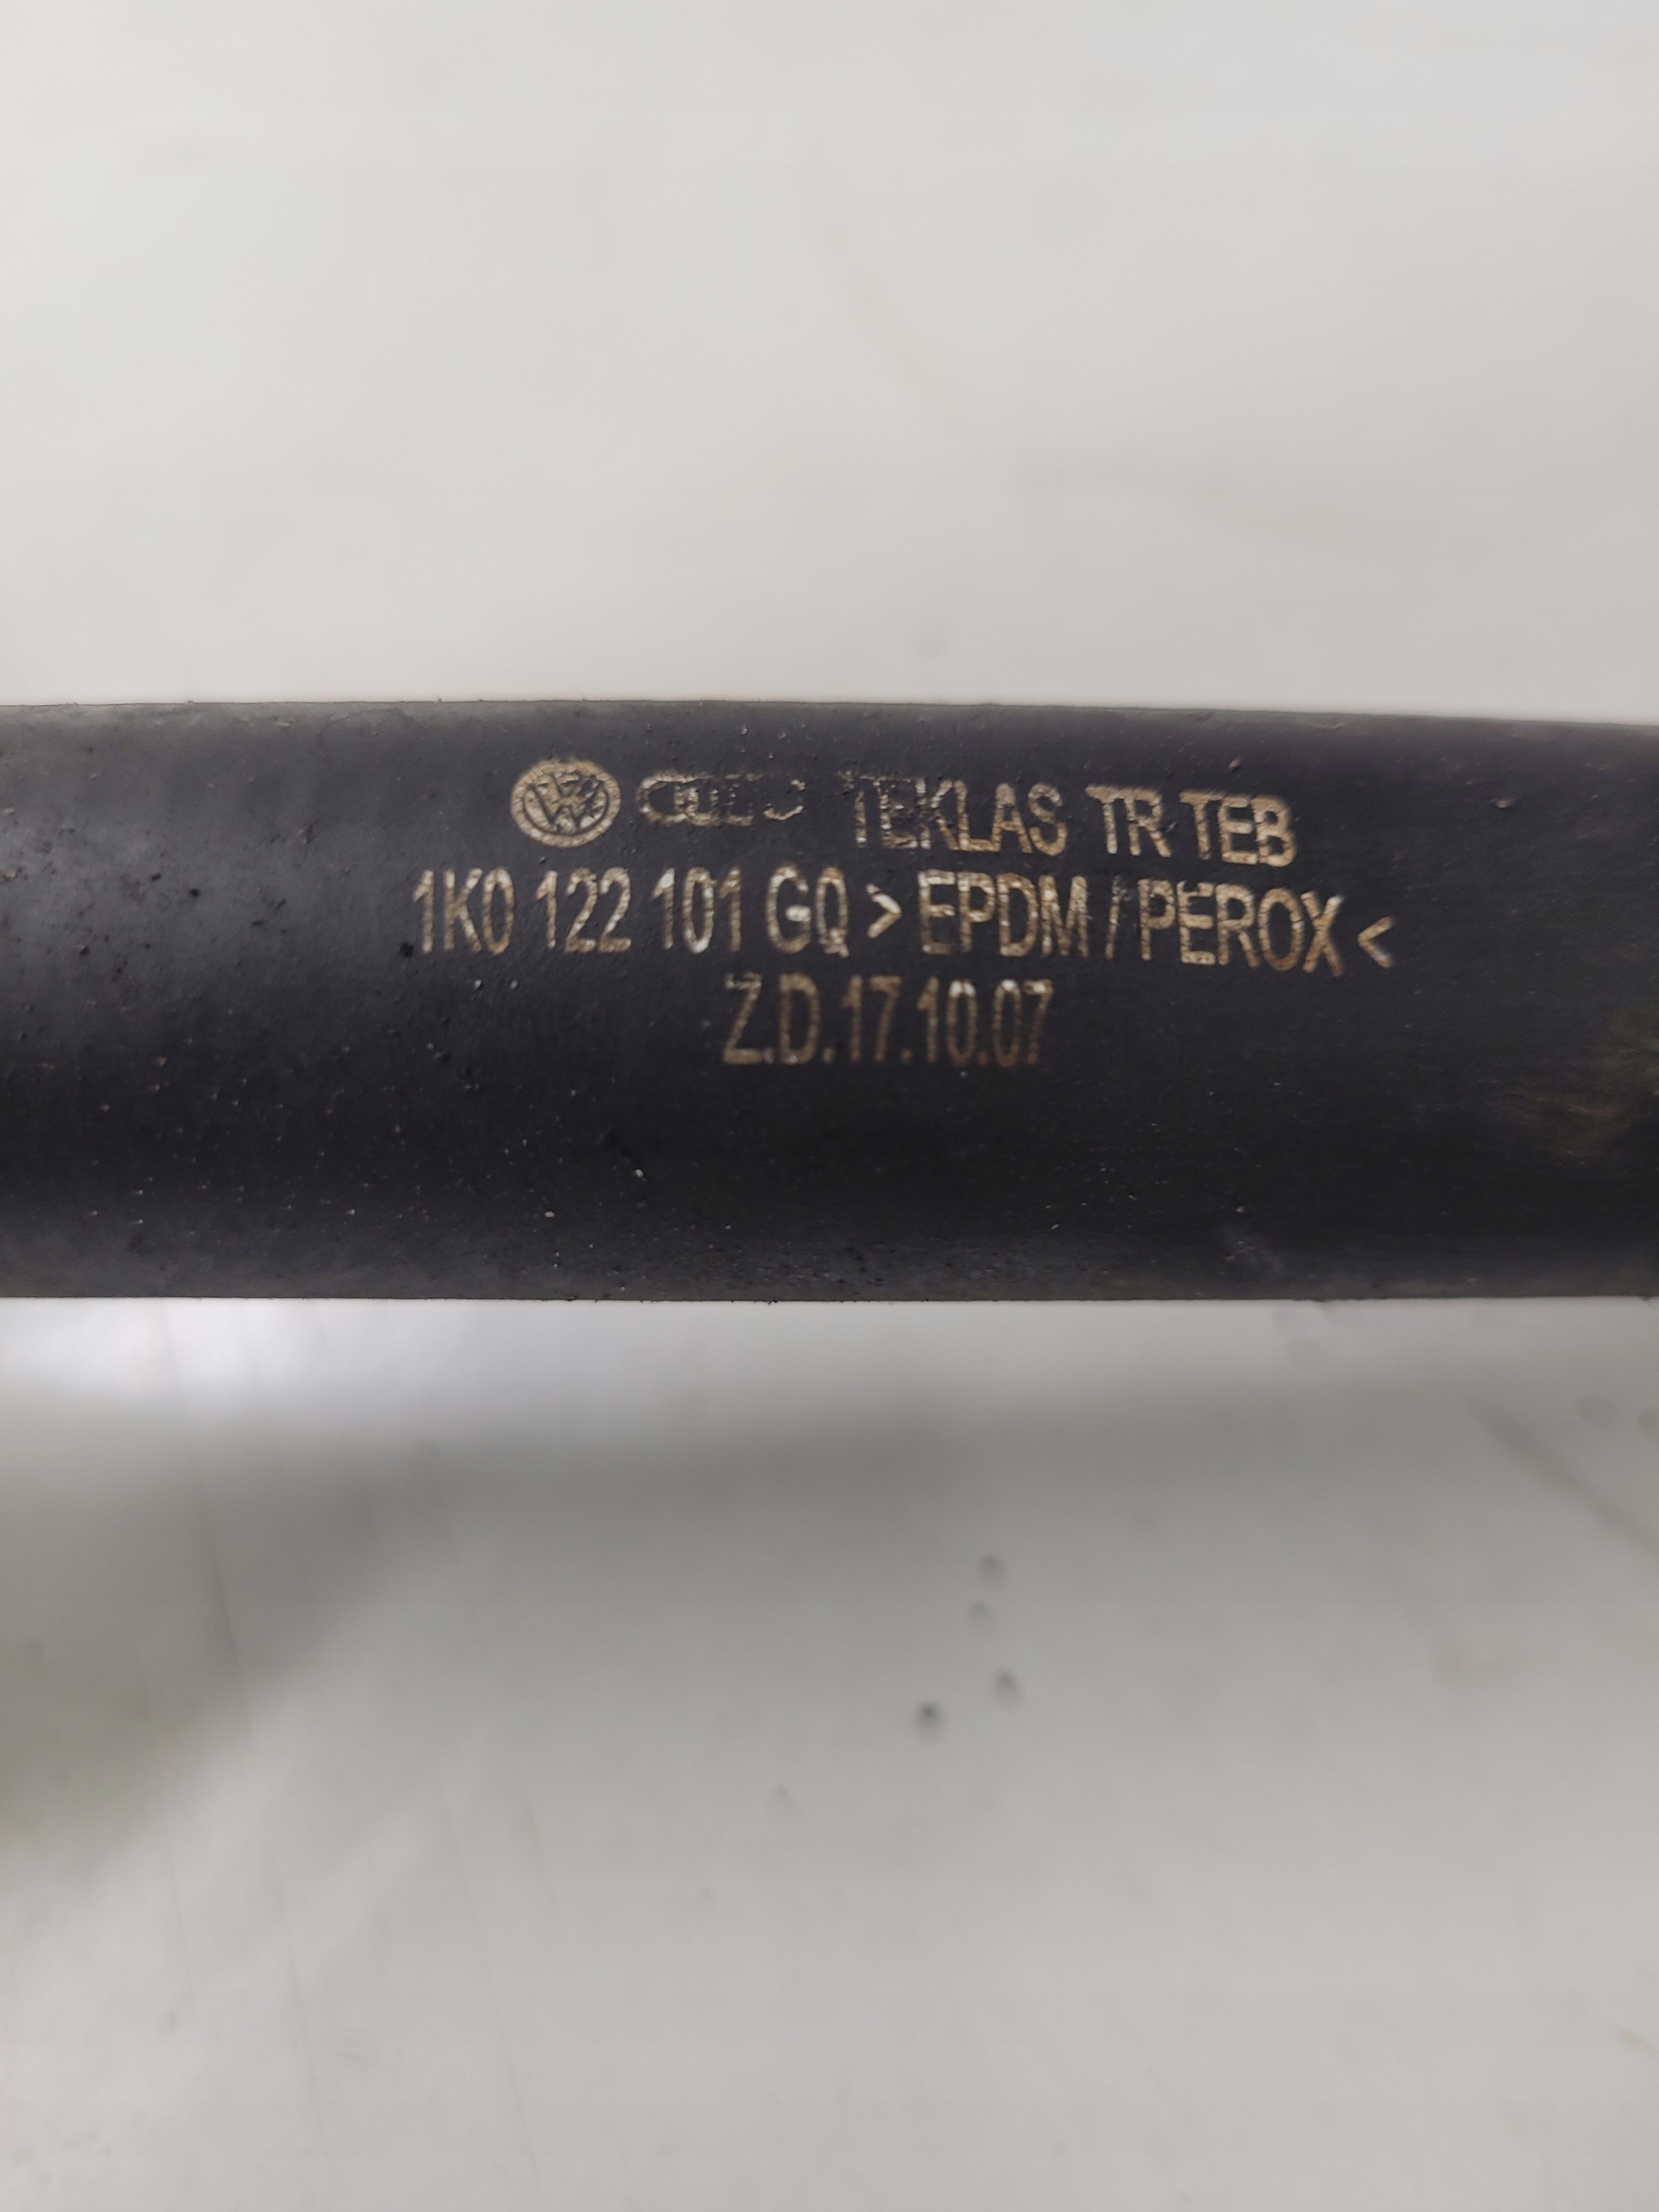 TEKLAS TR TEB
1K0 122 101 GQ > EPDM / PEROX <
Z.D.17.10.07